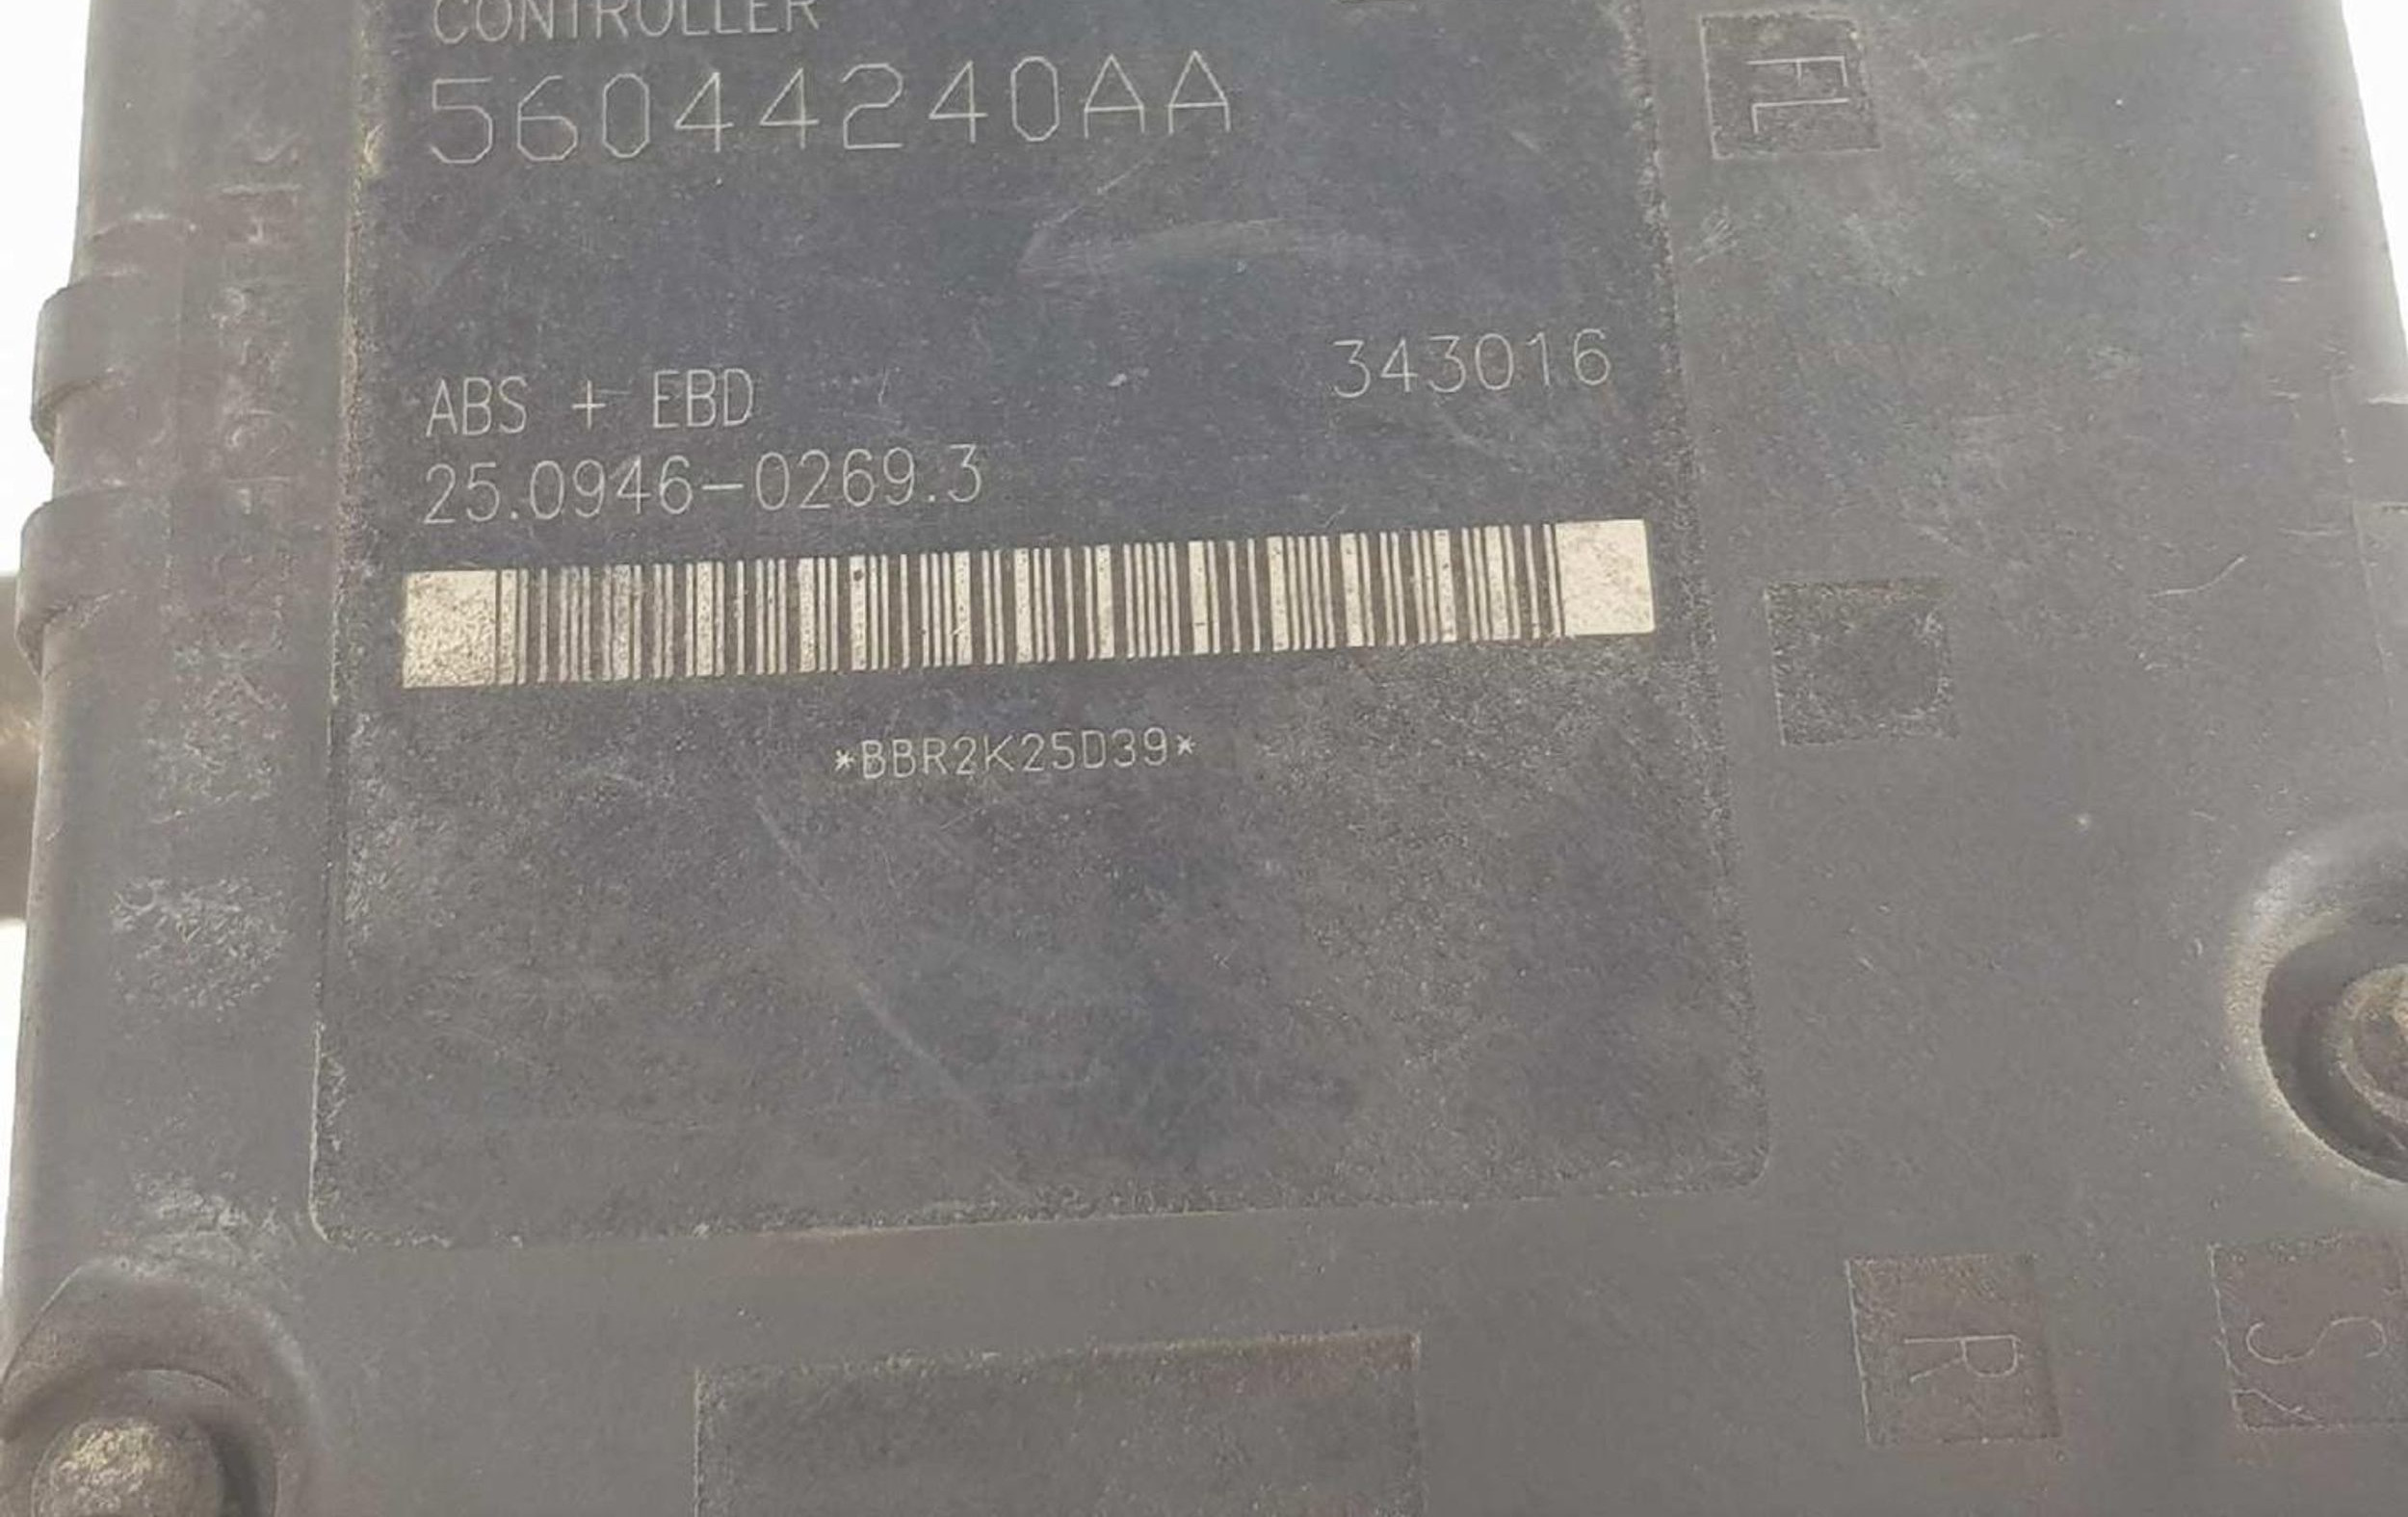 CONTROLLER
56044240AA
FL
ABS + EBD 343016
25.0946-0269.3
*BBR2K25D39*
R
S